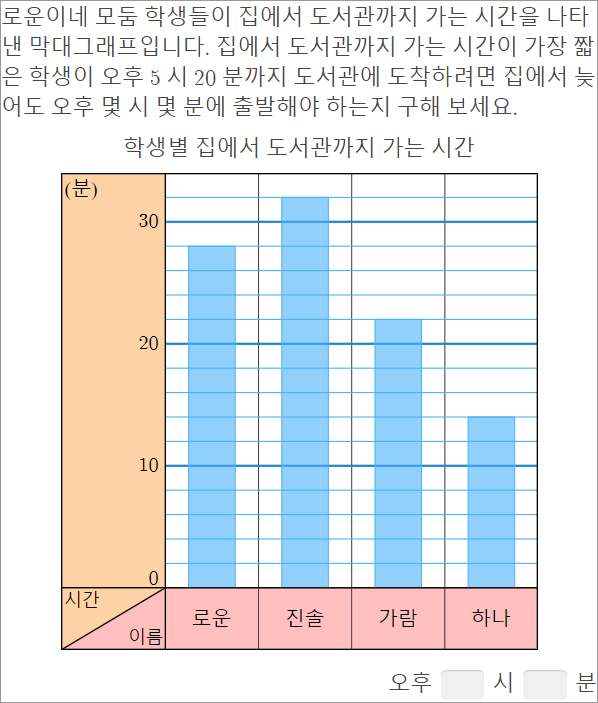 로운이네 모둠 학생들이 집에서 도서관까지 가는 시간을 나타
낸 막대그래프입니다. 집에서 도서관까지 가는 시간이 가장 짧
은 학생이 오후 5 시 20 분까지 도서관에 도착하려면 집에서 늦
어도 오후 몇 시 몇 분에 출발해야 하는지 구해 보세요.
학생별 집에서 도서관까지 가는 시간
(분)
30
20
10
0
시간
이름
로운 진솔 가람 하나
오후 시 분